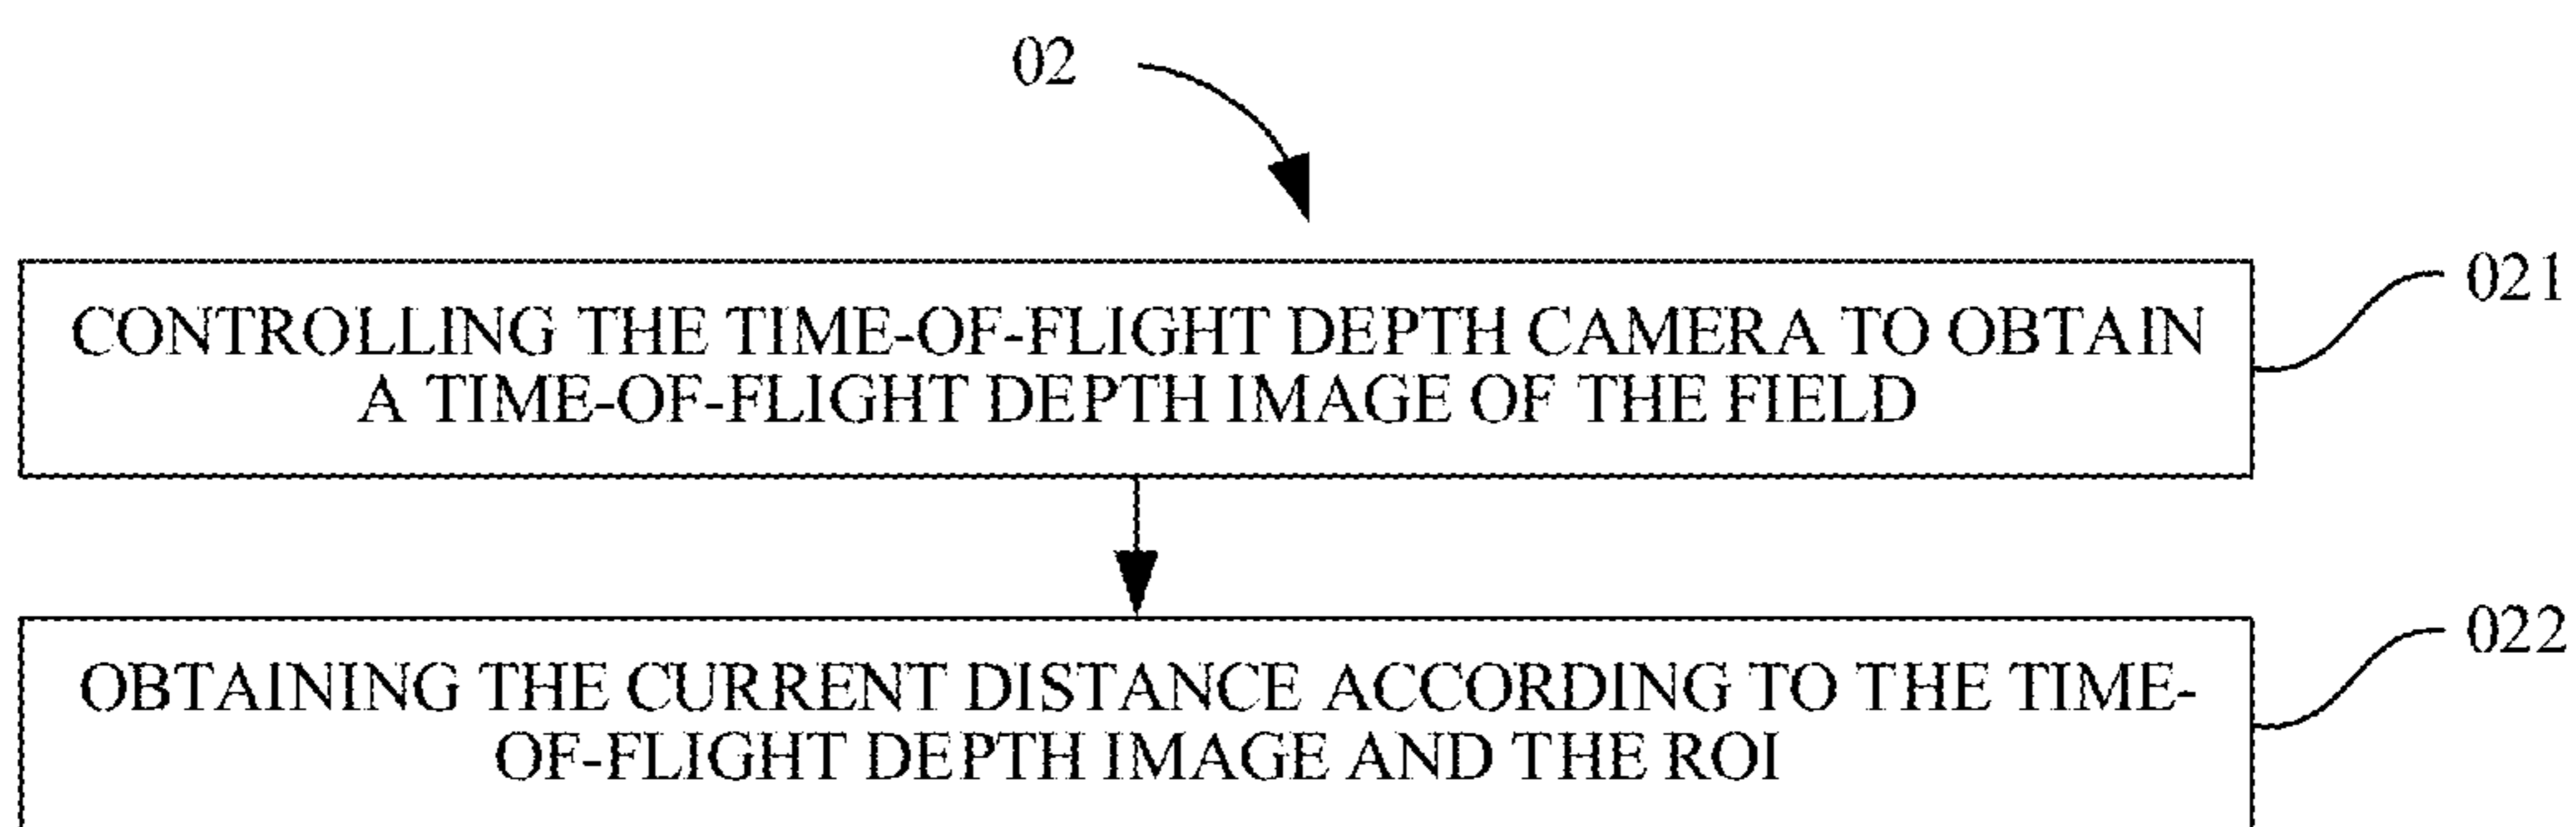 02
021
CONTROLLING THE TIME-OF-FLIGHT DEPTH CAMERA TO OBTAIN
A TIME-OF-FLIGHT DEPTH IMAGE OF THE FIELD
022
OBTAINING THE CURRENT DISTANCE ACCORDING TO THE TIME-
OF-FLIGHT DEPTH IMAGE AND THE ROI